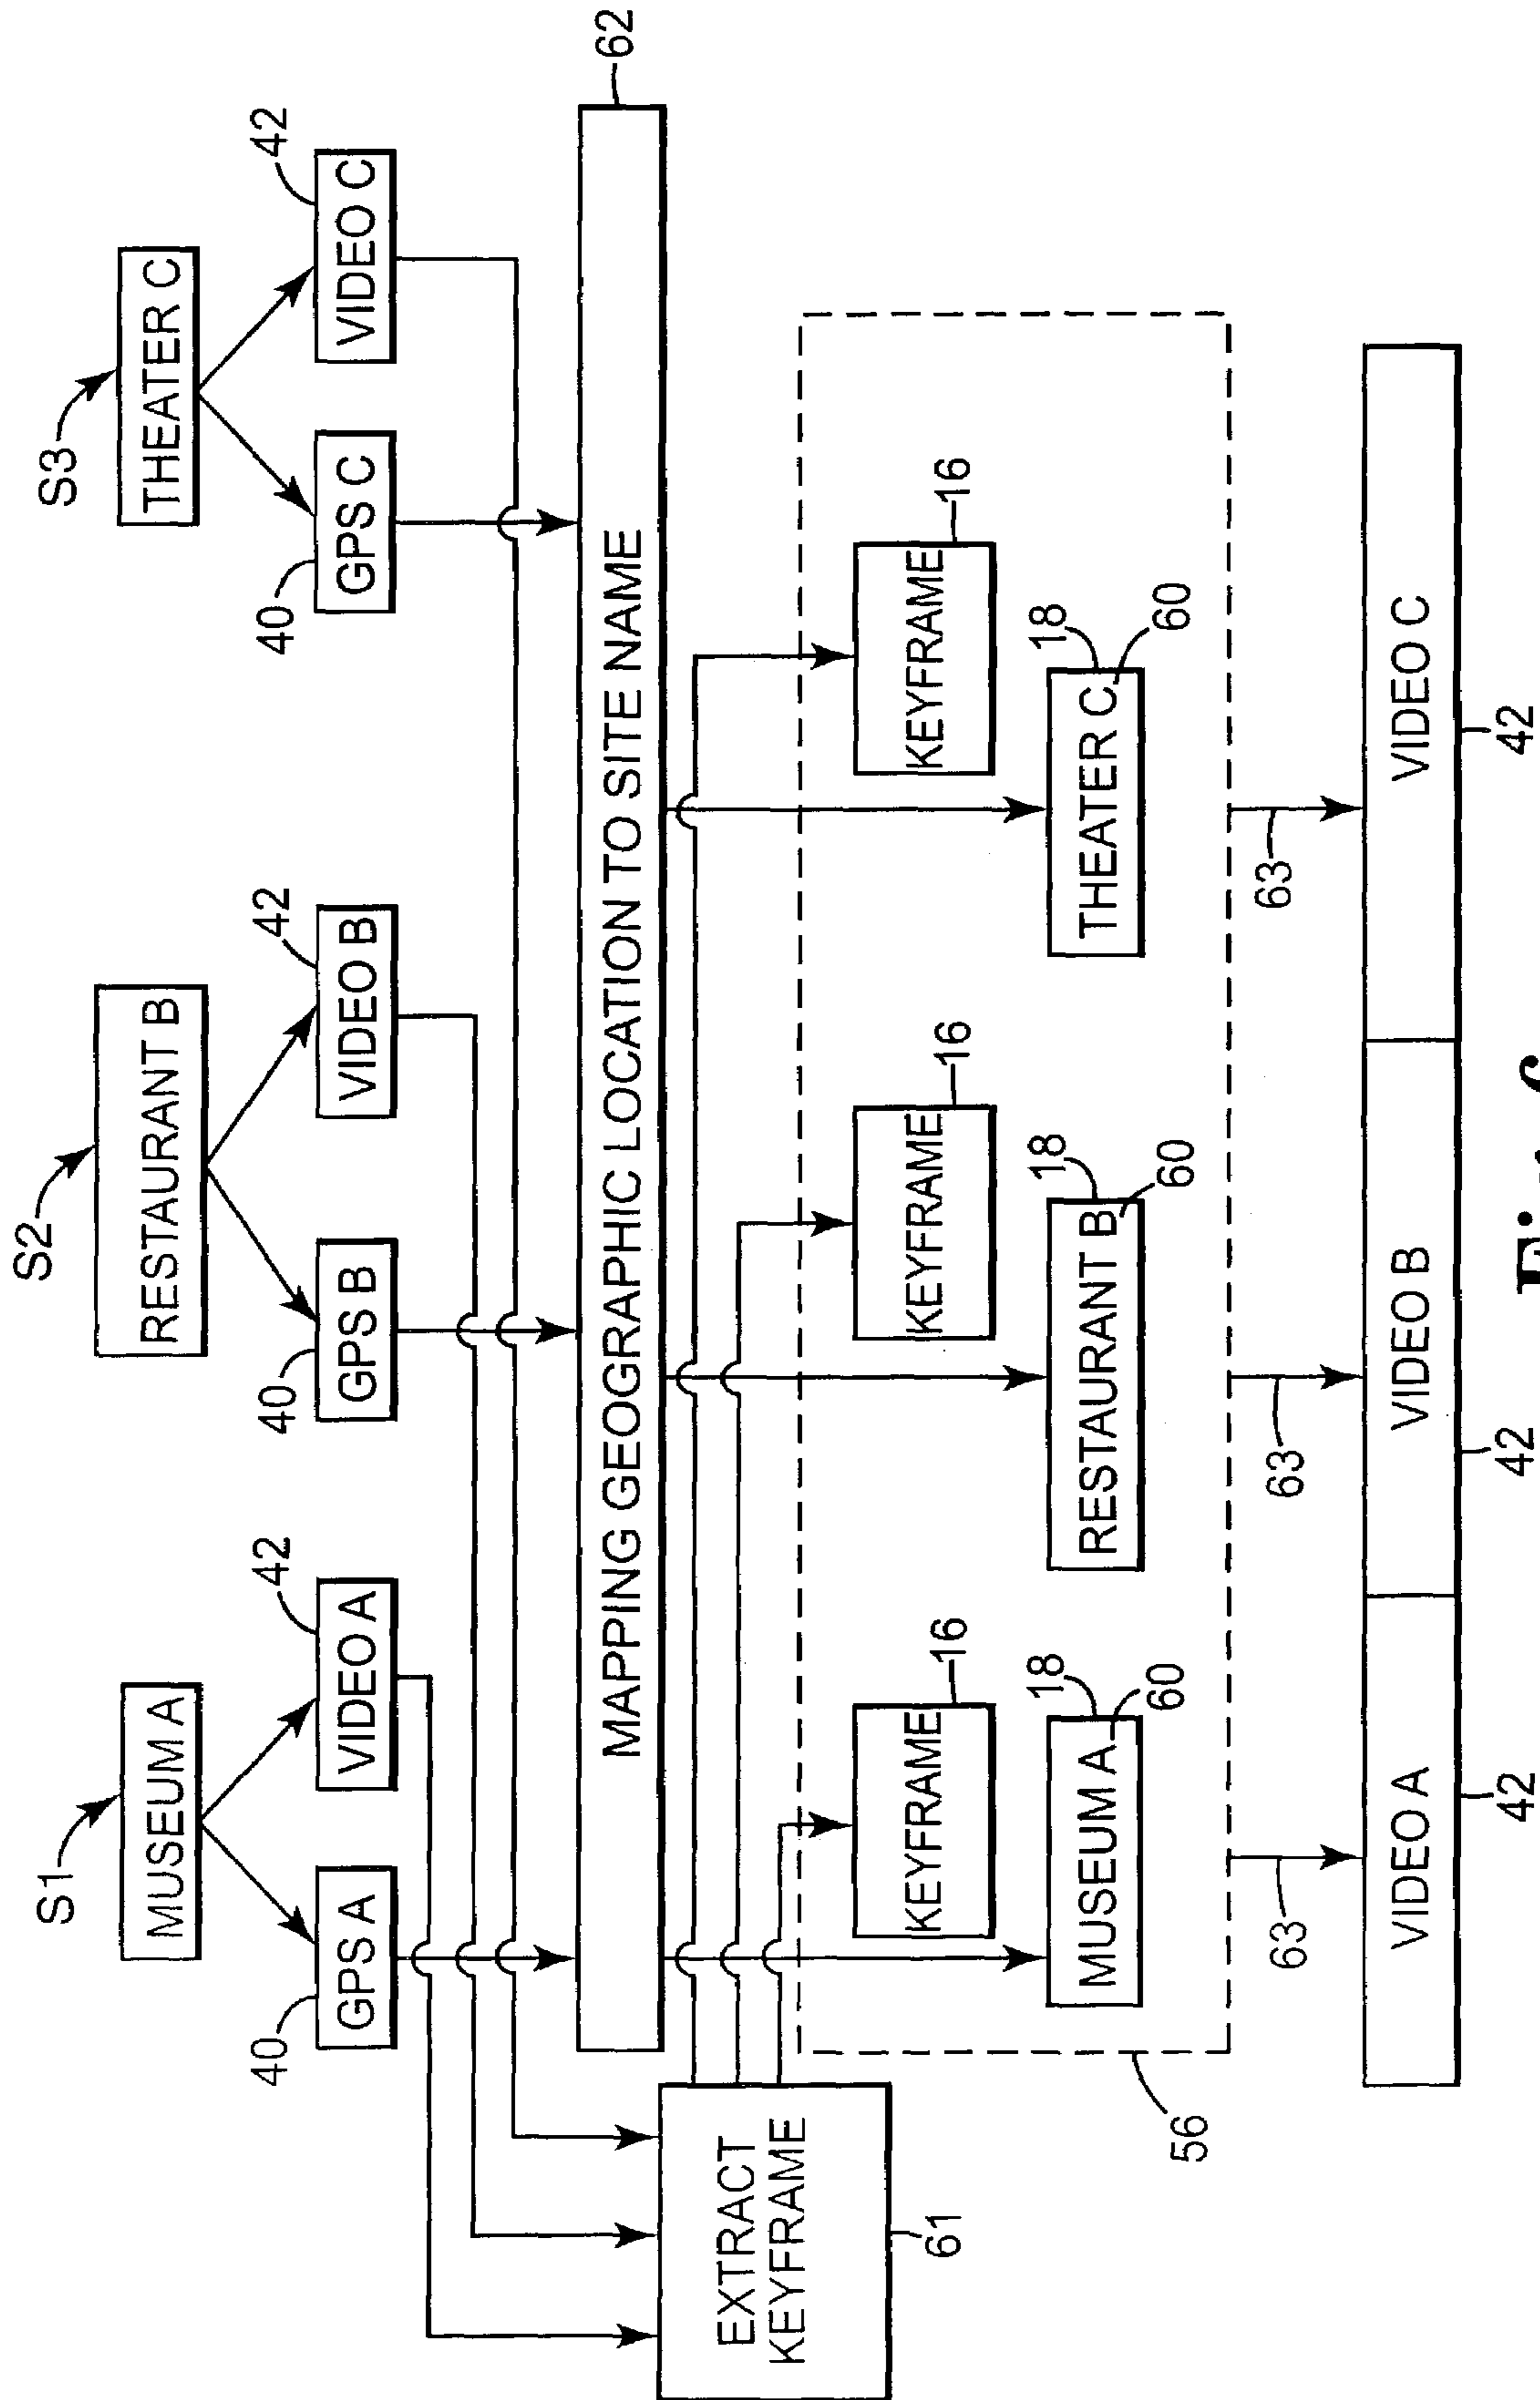 S1
S2
S3
MUSEUM A
RESTAURANT B
THEATER C
40
42
40
42
40
42
GPS A
VIDEO A
GPS B
VIDEO B
GPS C
VIDEO C
62
MAPPING GEOGRAPHIC LOCATION TO SITE NAME
EXTRACT
KEYFRAME
61
KEYFRAME
16
KEYFRAME
16
KEYFRAME
16
18
18
18
MUSEUM A
60
RESTAURANT B
60
THEATER C
60
56
63
63
63
VIDEO A
VIDEO B
VIDEO C
42
42
42